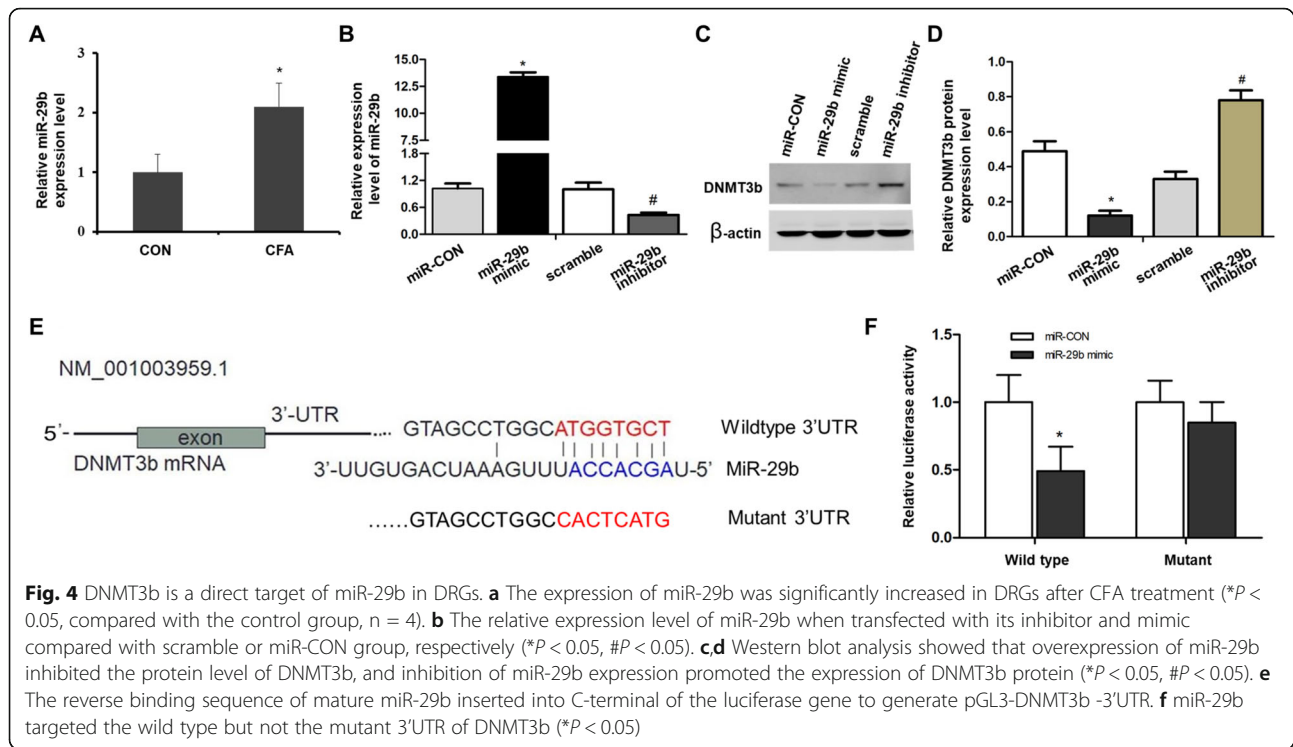 A
Relative miR-29b
expression level
3
2
1
0
*
CON
CFA
B
Relative expression
level of miR-29b
15.0
12.5
10.0
7.5
1.8
1.2
0.6
0.0
*
#
miR-CON
miR-29b
mimic
scramble
miR-29b
inhibitor
C
miR-CON
miR-29b mimic
scramble
miR-29b inhibitor
DNMT3b
β-actin
D
Relative DNMT3b protein
expression level
1.0
0.8
0.6
0.4
0.2
0.0
*
#
miR-CON
miR-29b
mimic
scramble
miR-29b
inhibitor
E
NM_001003959.1
3'-UTR
5'-
exon
DNMT3b mRNA
GTAGCCTGGCATGGTGCT
Wildtype 3'UTR
3'-UUGUGACUAAAGUUUACCACGAU-5'
MiR-29b
......GTAGCCTGGCCACTCATG
Mutant 3'UTR
F
Relative luciferase activity
1.5
1.0
0.5
0.0
miR-CON
miR-29b mimic
*
Wild type
Mutant
Fig. 4 DNMT3b is a direct target of miR-29b in DRGs. a The expression of miR-29b was significantly increased in DRGs after CFA treatment (*P <
0.05, compared with the control group, n = 4). b The relative expression level of miR-29b when transfected with its inhibitor and mimic
compared with scramble or miR-CON group, respectively (*P < 0.05, #P < 0.05). c,d Western blot analysis showed that overexpression of miR-29b
inhibited the protein level of DNMT3b, and inhibition of miR-29b expression promoted the expression of DNMT3b protein (*P < 0.05, #P < 0.05). e
The reverse binding sequence of mature miR-29b inserted into C-terminal of the luciferase gene to generate pGL3-DNMT3b -3'UTR. f miR-29b
targeted the wild type but not the mutant 3'UTR of DNMT3b (*P < 0.05)